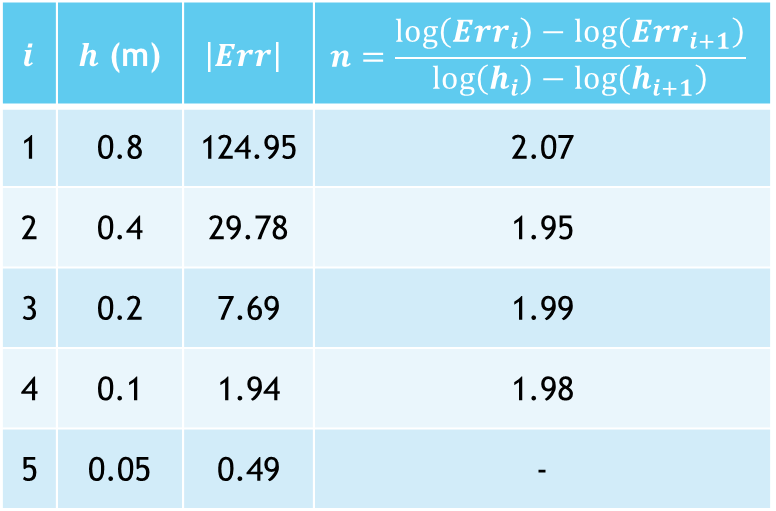 i h (m) |Err| n = log(Err_i) − log(Err_{i+1}) / log(h_i) − log(h_{i+1})
1 0.8 124.95 2.07
2 0.4 29.78 1.95
3 0.2 7.69 1.99
4 0.1 1.94 1.98
5 0.05 0.49 -